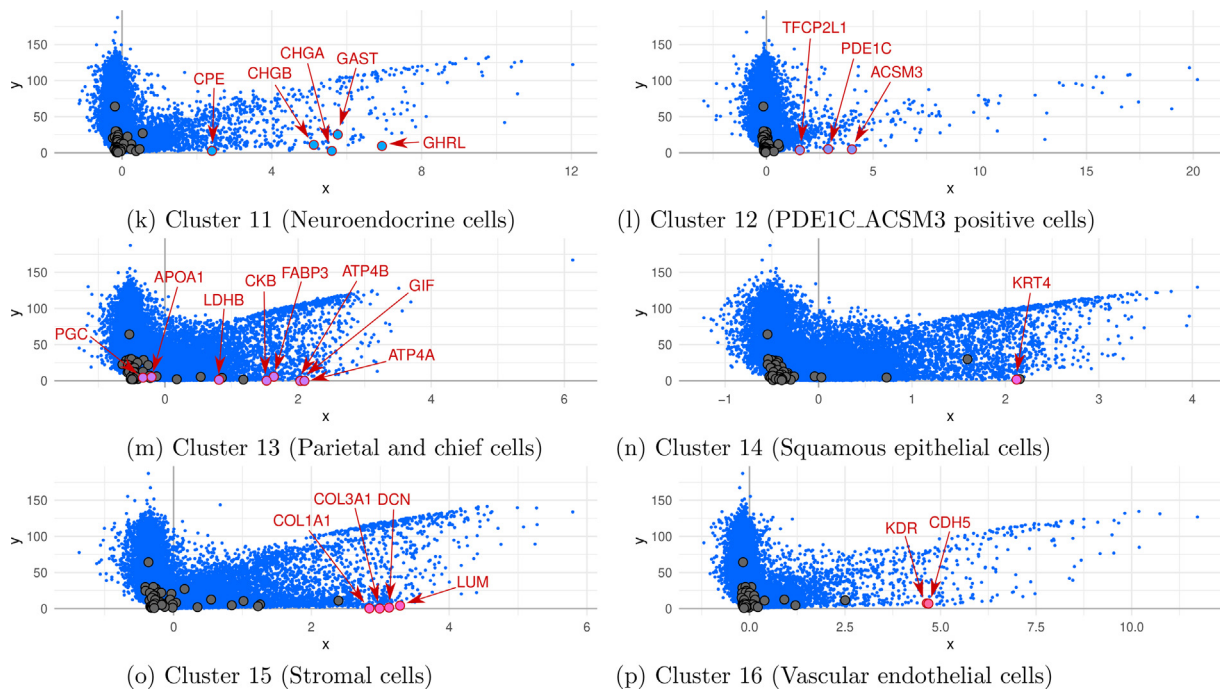 150
100
50
0
y
CPE
CHGB
CHGA
GAST
GHRL
0
4
8
12
x
(k) Cluster 11 (Neuroendocrine cells)
150
100
50
0
y
TFCP2L1
PDE1C
ACSM3
0
5
10
15
20
x
(l) Cluster 12 (PDE1C_ACSM3 positive cells)
150
100
50
0
y
PGC
APOA1
LDHB
CKB
FABP3
ATP4B
GIF
ATP4A
0
2
4
6
x
(m) Cluster 13 (Parietal and chief cells)
150
100
50
0
y
KRT4
−1
0
1
2
3
4
x
(n) Cluster 14 (Squamous epithelial cells)
150
100
50
0
y
COL1A1
COL3A1
DCN
LUM
0
2
4
6
x
(o) Cluster 15 (Stromal cells)
150
100
50
0
y
KDR
CDH5
0.0
2.5
5.0
7.5
10.0
x
(p) Cluster 16 (Vascular endothelial cells)